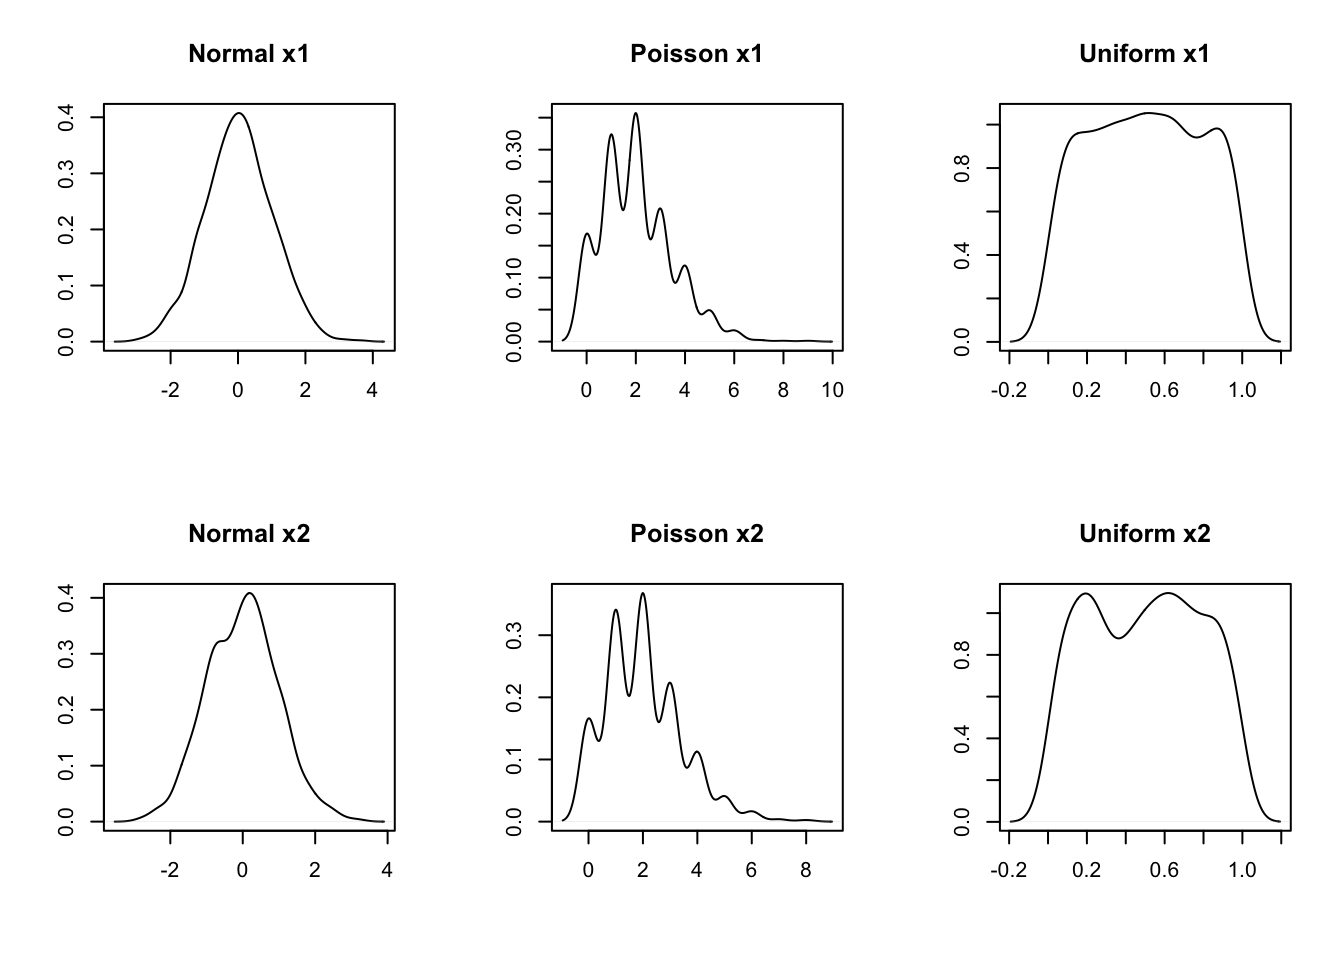 Normal x1
0.0 0.1 0.2 0.3 0.4
-2 0 2 4
Poisson x1
0.00 0.10 0.20 0.30
0 2 4 6 8 10
Uniform x1
0.0 0.4 0.8
-0.2 0.2 0.6 1.0
Normal x2
0.0 0.1 0.2 0.3 0.4
-2 0 2 4
Poisson x2
0.0 0.1 0.2 0.3
0 2 4 6 8
Uniform x2
0.0 0.4 0.8
-0.2 0.2 0.6 1.0